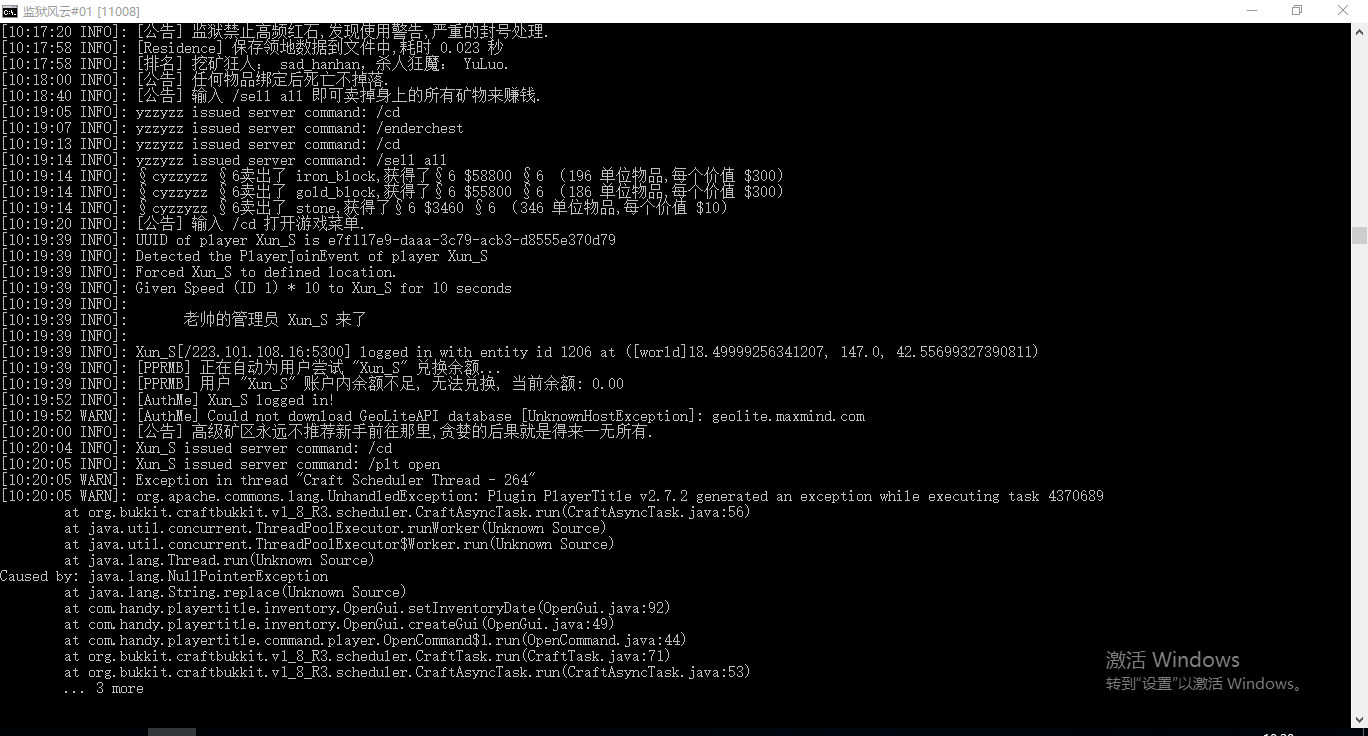 监狱风云#01 [11008]
[10:17:20 INFO]: [公告] 监狱禁止高频红石,发现使用警告,严重的封号处理.
[10:17:58 INFO]: [Residence] 保存领地数据到文件中,耗时 0.023 秒
[10:17:58 INFO]: [排名] 挖矿狂人： sad_hanhan, 杀人狂魔： YuLuo.
[10:18:00 INFO]: [公告] 任何物品绑定后死亡不掉落.
[10:18:40 INFO]: [公告] 输入 /sell all 即可卖掉身上的所有矿物来赚钱.
[10:19:05 INFO]: yzzyzz issued server command: /cd
[10:19:07 INFO]: yzzyzz issued server command: /enderchest
[10:19:13 INFO]: yzzyzz issued server command: /cd
[10:19:14 INFO]: yzzyzz issued server command: /sell all
[10:19:14 INFO]: §cyzzyzz §6卖出了 iron_block,获得了§6 $58800 §6 （196 单位物品,每个价值 $300）
[10:19:14 INFO]: §cyzzyzz §6卖出了 gold_block,获得了§6 $55800 §6 （186 单位物品,每个价值 $300）
[10:19:14 INFO]: §cyzzyzz §6卖出了 stone,获得了§6 $3460 §6 （346 单位物品,每个价值 $10）
[10:19:20 INFO]: [公告] 输入 /cd 打开游戏菜单.
[10:19:39 INFO]: UUID of player Xun_S is e7f117e9-daaa-3c79-acb3-d8555e370d79
[10:19:39 INFO]: Detected the PlayerJoinEvent of player Xun_S
[10:19:39 INFO]: Forced Xun_S to defined location.
[10:19:39 INFO]: Given Speed (ID 1) * 10 to Xun_S for 10 seconds
[10:19:39 INFO]:
[10:19:39 INFO]: 老帅的管理员 Xun_S 来了
[10:19:39 INFO]:
[10:19:39 INFO]: Xun_S[/223.101.108.16:5300] logged in with entity id 1206 at ([world]18.49999256341207, 147.0, 42.55699327390811)
[10:19:39 INFO]: [PPRMB] 正在自动为用户尝试 "Xun_S" 兑换余额...
[10:19:39 INFO]: [PPRMB] 用户 "Xun_S" 账户内余额不足, 无法兑换, 当前余额: 0.00
[10:19:52 INFO]: [AuthMe] Xun_S logged in!
[10:19:52 WARN]: [AuthMe] Could not download GeoLiteAPI database [UnknownHostException]: geolite.maxmind.com
[10:20:00 INFO]: [公告] 高级矿区永远不推荐新手前往那里,贪婪的后果就是得来一无所有.
[10:20:04 INFO]: Xun_S issued server command: /cd
[10:20:05 INFO]: Xun_S issued server command: /plt open
[10:20:05 WARN]: Exception in thread "Craft Scheduler Thread - 264"
[10:20:05 WARN]: org.apache.commons.lang.UnhandledException: Plugin PlayerTitle v2.7.2 generated an exception while executing task 4370689
at org.bukkit.craftbukkit.v1_8_R3.scheduler.CraftAsyncTask.run(CraftAsyncTask.java:56)
at java.util.concurrent.ThreadPoolExecutor.runWorker(Unknown Source)
at java.util.concurrent.ThreadPoolExecutor$Worker.run(Unknown Source)
at java.lang.Thread.run(Unknown Source)
Caused by: java.lang.NullPointerException
at java.lang.String.replace(Unknown Source)
at com.handy.playertitle.inventory.OpenGui.setInventoryDate(OpenGui.java:92)
at com.handy.playertitle.inventory.OpenGui.createGui(OpenGui.java:49)
at com.handy.playertitle.command.player.OpenCommand$1.run(OpenCommand.java:44)
at org.bukkit.craftbukkit.v1_8_R3.scheduler.CraftTask.run(CraftTask.java:71)
at org.bukkit.craftbukkit.v1_8_R3.scheduler.CraftAsyncTask.run(CraftAsyncTask.java:53)
... 3 more
激活 Windows
转到“设置”以激活 Windows。